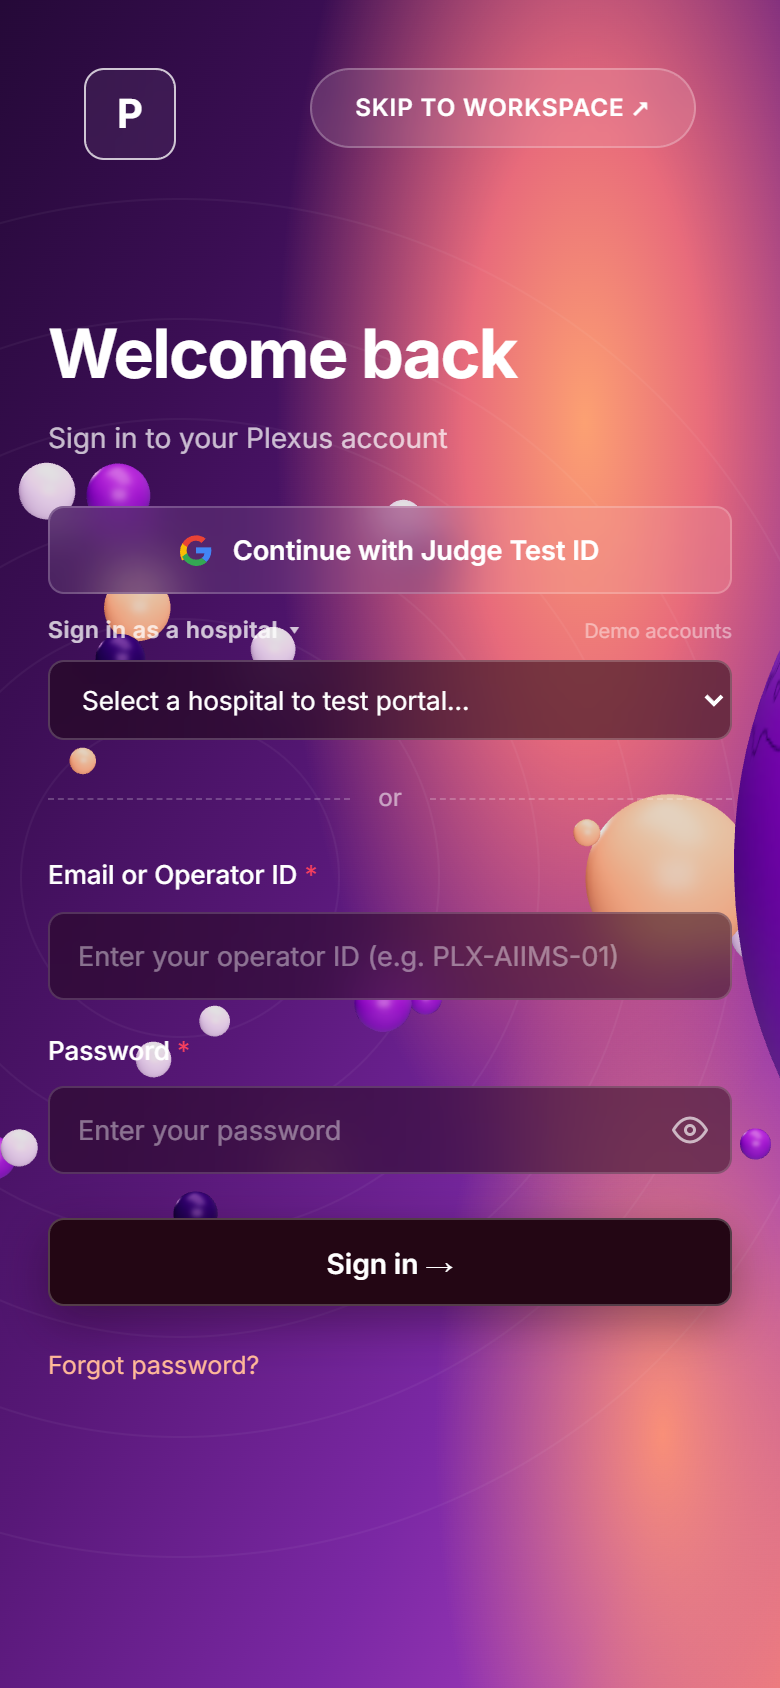 P
SKIP TO WORKSPACE ↗
Welcome back
Sign in to your Plexus account
Continue with Judge Test ID
Sign in as a hospital ▾
Demo accounts
Select a hospital to test portal...
or
Email or Operator ID *
Enter your operator ID (e.g. PLX-AIIMS-01)
Password *
Enter your password
Sign in →
Forgot password?